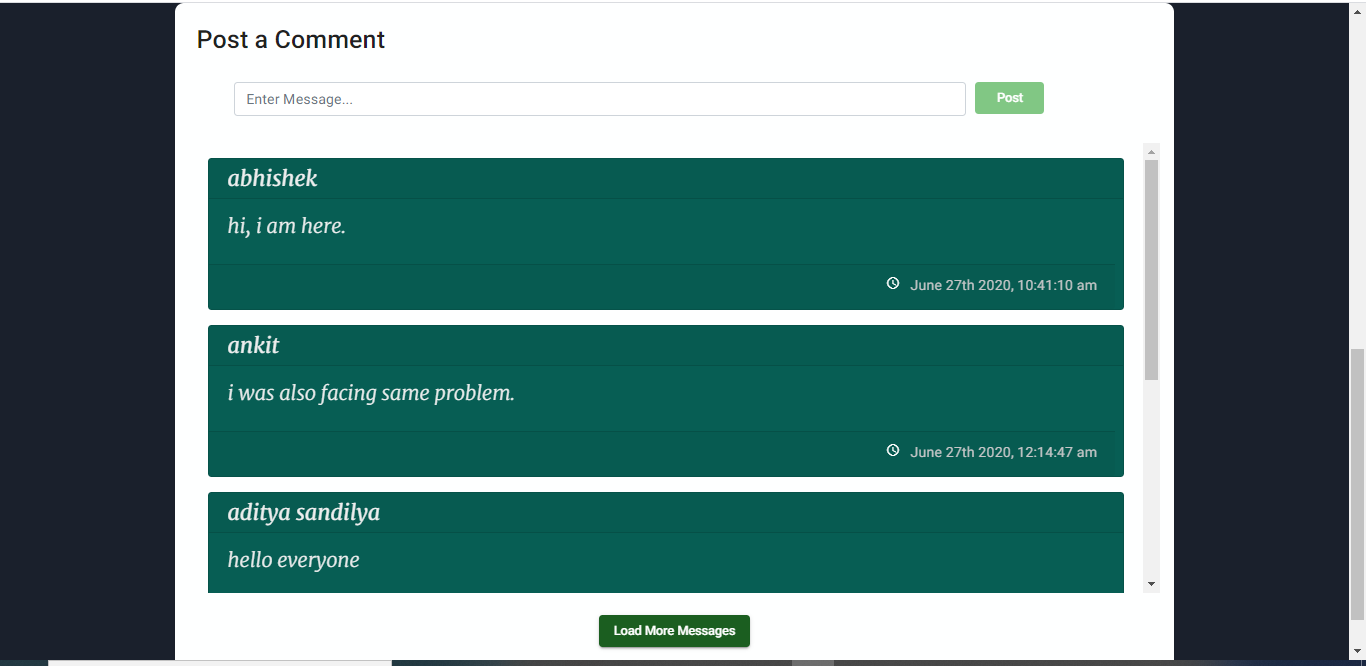 Post a Comment
Enter Message...
Post
abhishek
hi, i am here.
June 27th 2020, 10:41:10 am
ankit
i was also facing same problem.
June 27th 2020, 12:14:47 am
aditya sandilya
hello everyone
Load More Messages